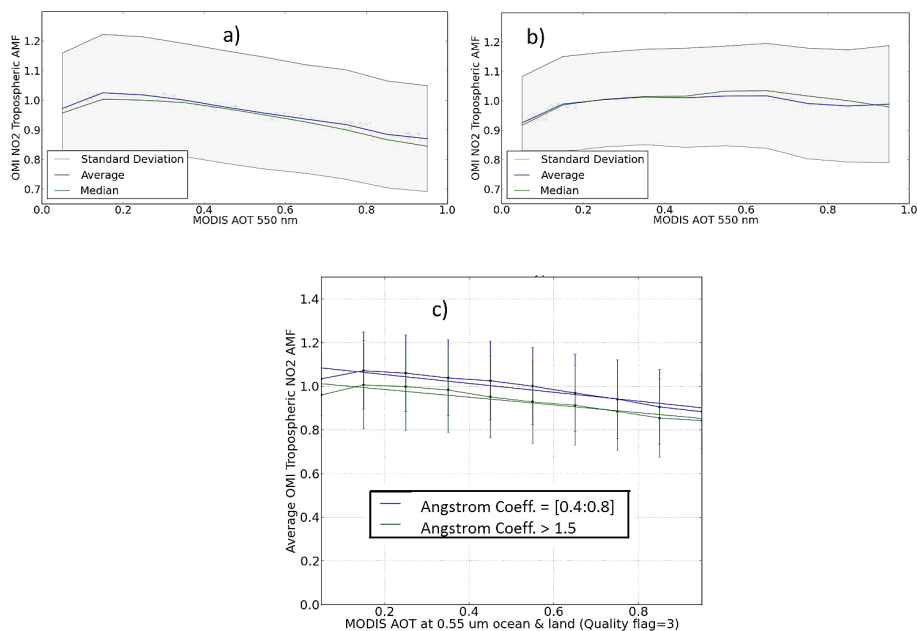 a)
OMI NO2 Tropospheric AMF
1.2
1.1
1.0
0.9
0.8
0.7
Standard Deviation
Average
Median
0.0 0.2 0.4 0.6 0.8 1.0
MODIS AOT 550 nm
b)
OMI NO2 Tropospheric AMF
1.2
1.1
1.0
0.9
0.8
0.7
Standard Deviation
Average
Median
0.0 0.2 0.4 0.6 0.8 1.0
MODIS AOT 550 nm
c)
Average OMI Tropospheric NO2 AMF
1.4
1.2
1.0
0.8
0.6
0.4
0.2
0.0
Angstrom Coeff. = [0.4:0.8]
Angstrom Coeff. > 1.5
0.2 0.4 0.6 0.8
MODIS AOT at 0.55 um ocean & land (Quality flag=3)